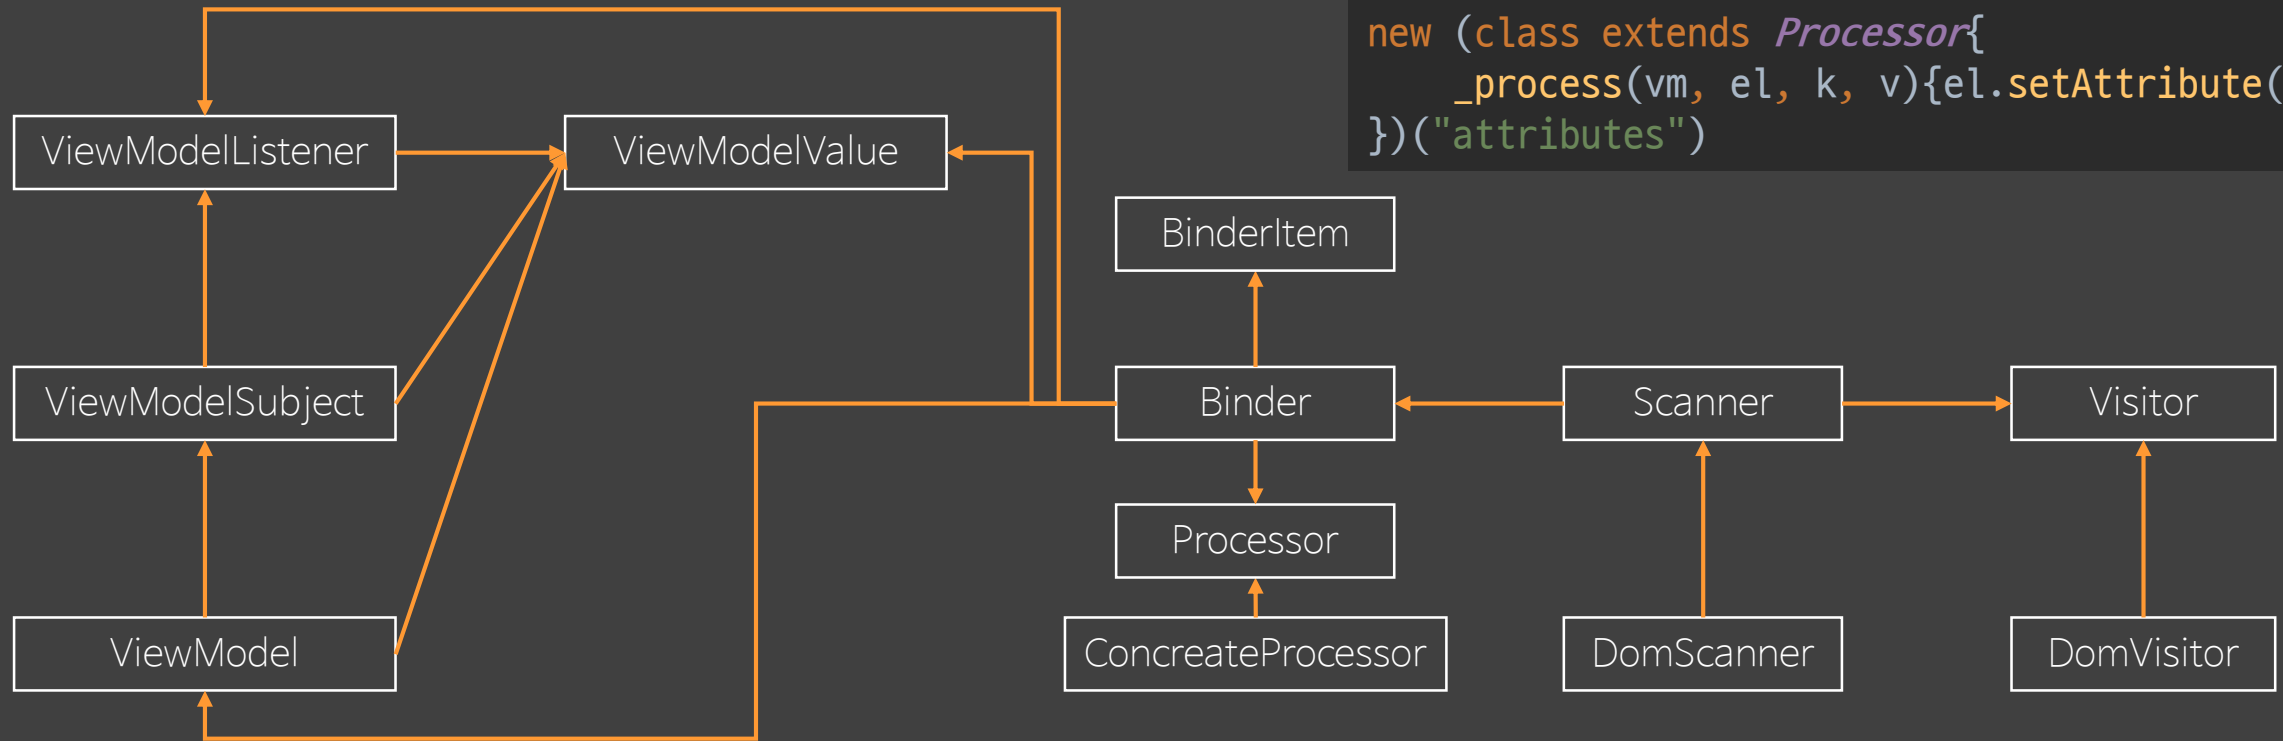 new (class extends Processor{
    _process(vm, el, k, v){el.setAttribute(
})("attributes")
ViewModelListener
ViewModelValue
BinderItem
ViewModelSubject
Binder
Scanner
Visitor
Processor
ViewModel
ConcreateProcessor
DomScanner
DomVisitor